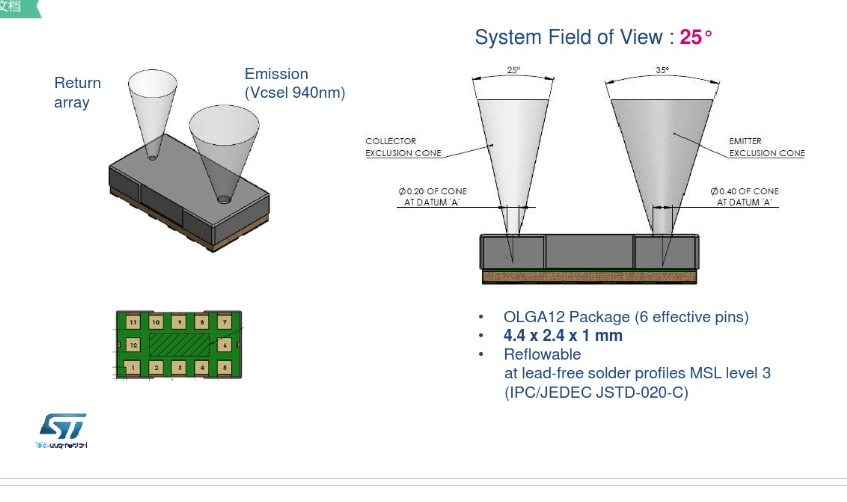 文档
System Field of View : 25°
Return
array
Emission
(Vcsel 940nm)
25°
35°
COLLECTOR
EXCLUSION CONE
EMITTER
EXCLUSION CONE
Ø0.20 OF CONE
AT DATUM 'A'
Ø0.40 OF CONE
AT DATUM 'A'
11 10 9 8 7
12 6
1 2 3 4 5
• OLGA12 Package (6 effective pins)
• 4.4 x 2.4 x 1 mm
• Reflowable
at lead-free solder profiles MSL level 3
(IPC/JEDEC JSTD-020-C)
ST